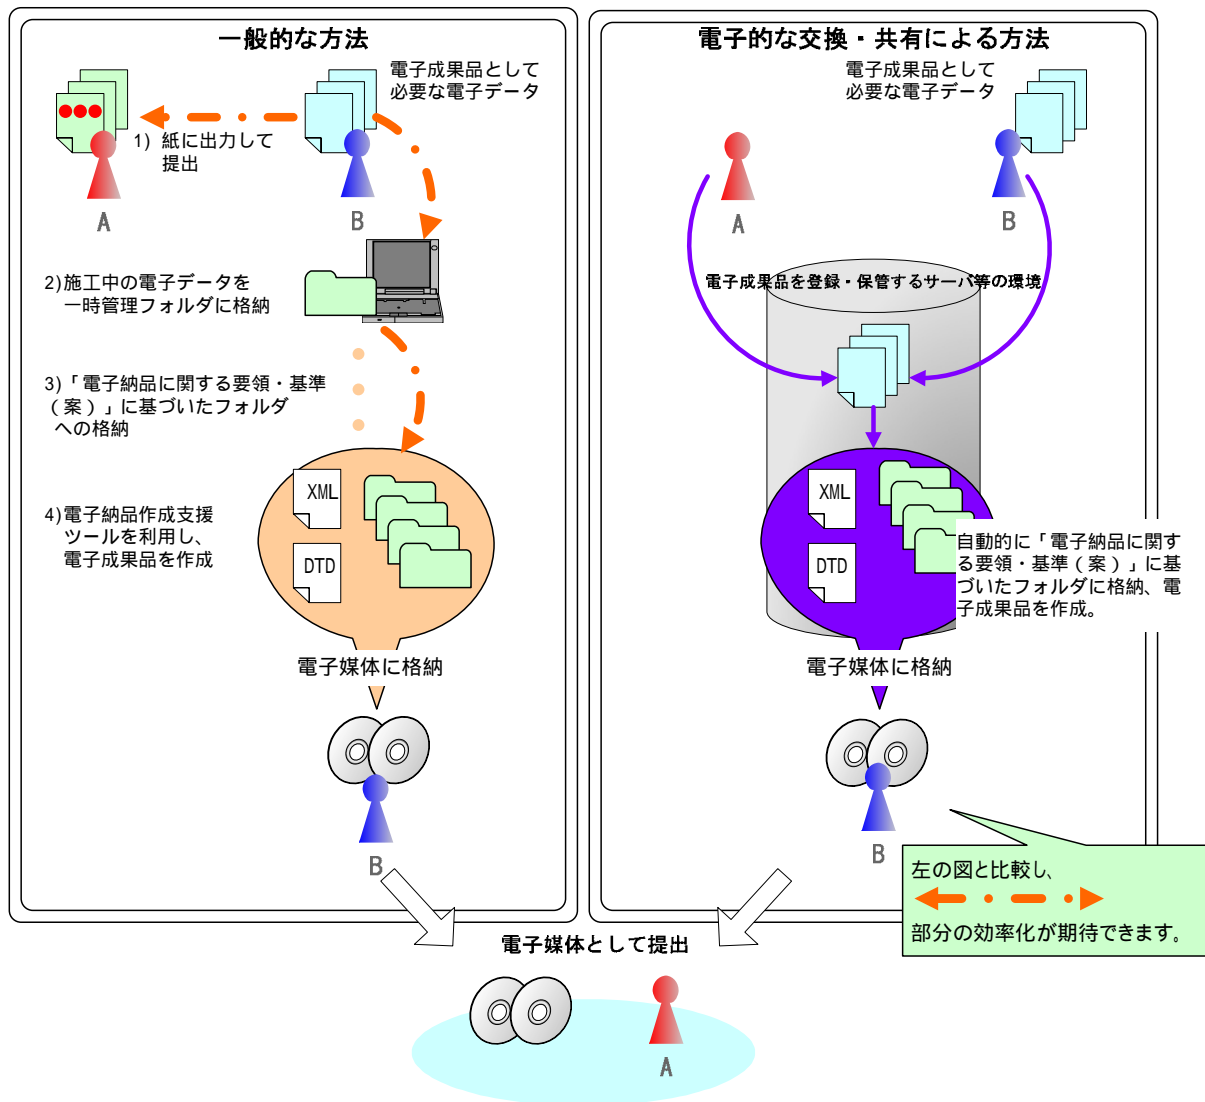 一般的な方法
電子成果品として
必要な電子データ
1) 紙に出力して
提出
A
B
2)施工中の電子データを
一時管理フォルダに格納
3)「電子納品に関する要領・基準
(案)」に基づいたフォルダ
への格納
4)電子納品作成支援
ツールを利用し、
電子成果品を作成
XML
DTD
電子媒体に格納
B
電子的な交換・共有による方法
電子成果品として
必要な電子データ
A
B
電子成果品を登録・保管するサーバ等の環境
XML
DTD
自動的に「電子納品に関す
る要領・基準(案)」に基
づいたフォルダに格納、電
子成果品を作成。
電子媒体に格納
B
左の図と比較し、
部分の効率化が期待できます。
電子媒体として提出
A